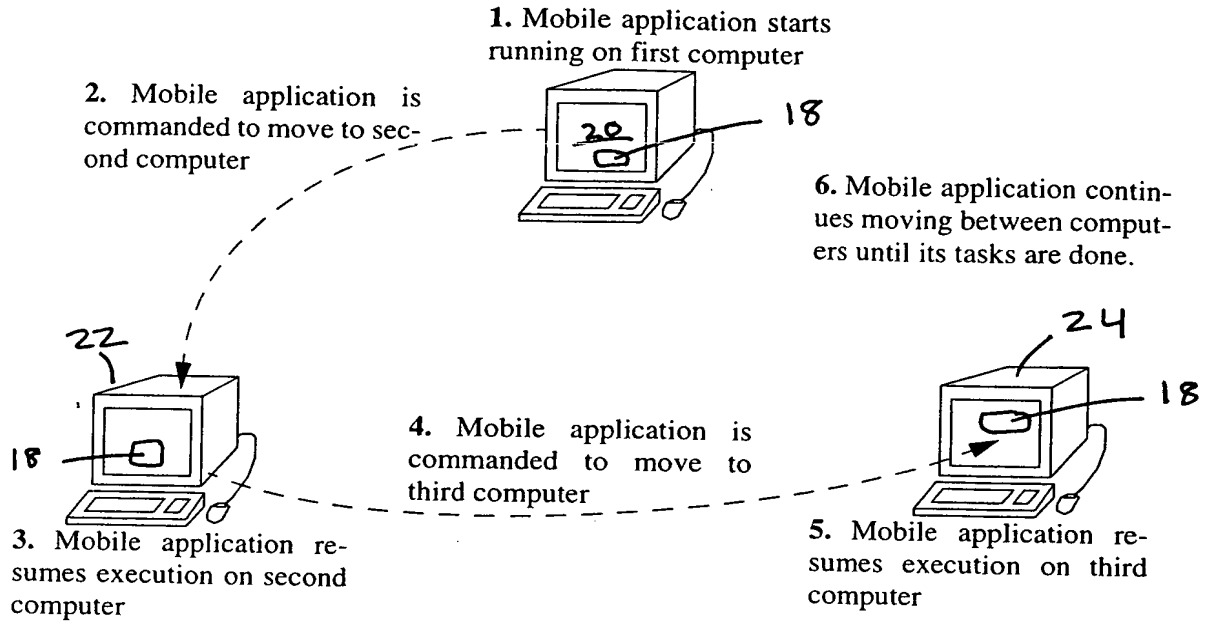 1. Mobile application starts
running on first computer
2. Mobile application is
commanded to move to sec-
ond computer
20
18
6. Mobile application contin-
ues moving between comput-
ers until its tasks are done.
22
24
18
18
4. Mobile application is
commanded to move to
third computer
3. Mobile application re-
sumes execution on second
computer
5. Mobile application re-
sumes execution on third
computer